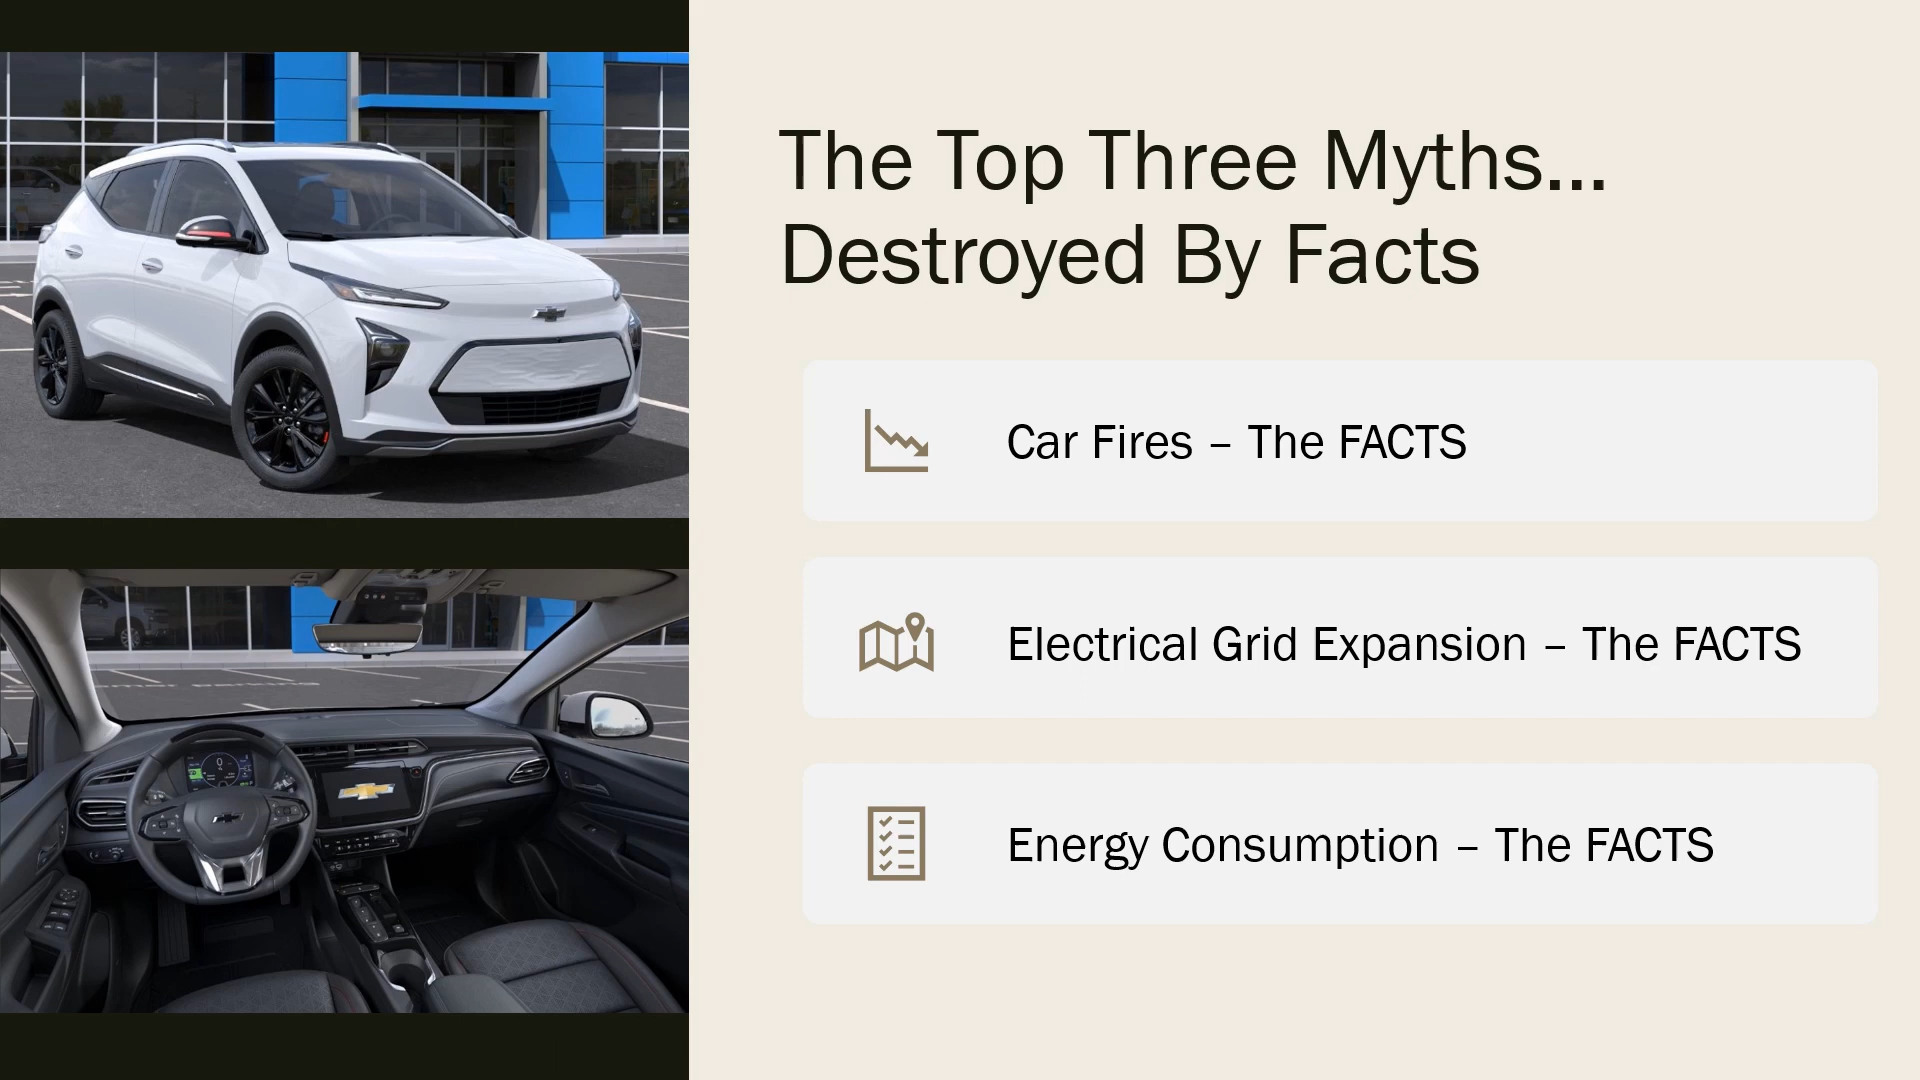 The Top Three Myths...
Destroyed By Facts
Car Fires – The FACTS
Electrical Grid Expansion – The FACTS
Energy Consumption – The FACTS